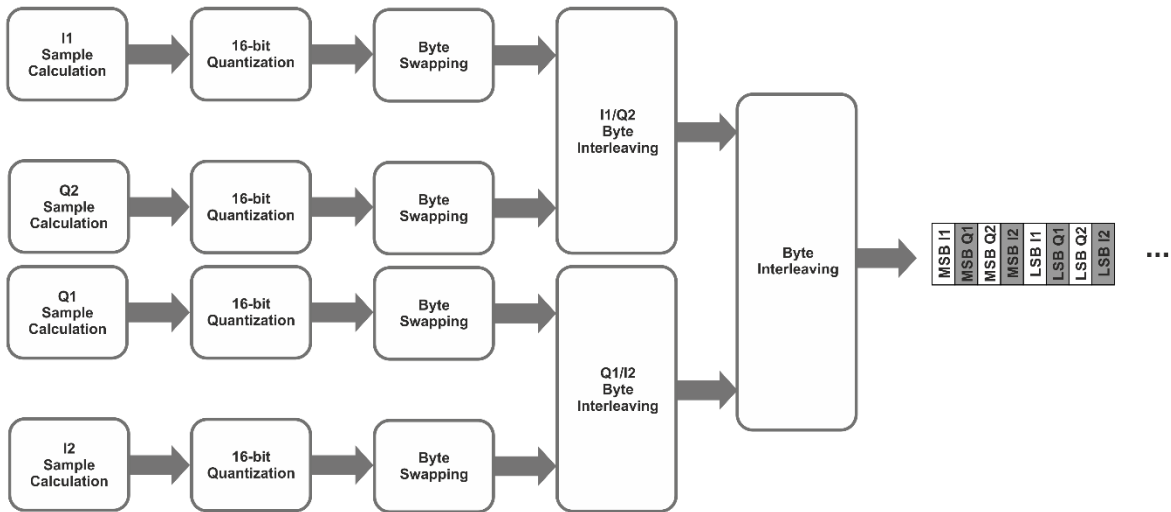 I1
Sample
Calculation
16-bit
Quantization
Byte
Swapping
I1/Q2
Byte
Interleaving
Q2
Sample
Calculation
16-bit
Quantization
Byte
Swapping
Byte
Interleaving
MSB I1
MSB Q1
MSB Q2
MSB I2
LSB I1
LSB Q1
LSB Q2
LSB I2
...
Q1
Sample
Calculation
16-bit
Quantization
Byte
Swapping
Q1/I2
Byte
Interleaving
I2
Sample
Calculation
16-bit
Quantization
Byte
Swapping